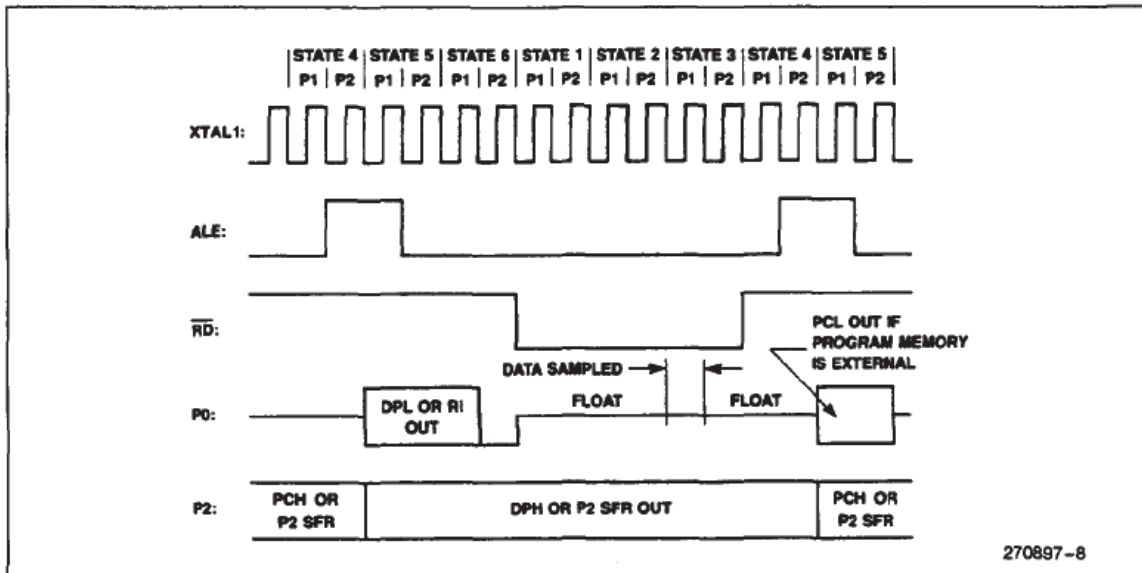 STATE 4 STATE 5 STATE 6 STATE 1 STATE 2 STATE 3 STATE 4 STATE 5
P1 P2 P1 P2 P1 P2 P1 P2 P1 P2 P1 P2 P1 P2 P1 P2
XTAL1:
ALE:
RD:
PCL OUT IF
PROGRAM MEMORY
IS EXTERNAL
DATA SAMPLED
P0:
DPL OR RI
OUT
FLOAT
FLOAT
P2:
PCH OR
P2 SFR
DPH OR P2 SFR OUT
PCH OR
P2 SFR
270897-8